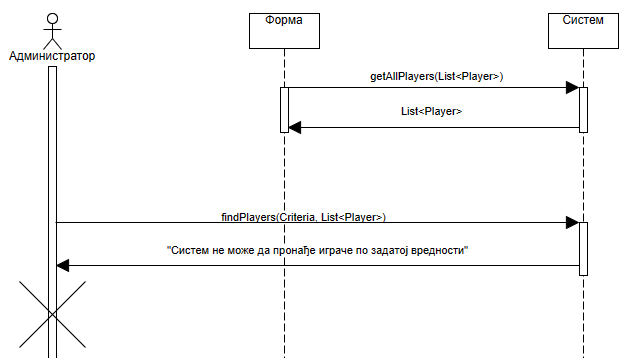 Форма
Систем
Администратор
getAllPlayers(List<Player>)
List<Player>
findPlayers(Criteria, List<Player>)
"Систем не може да пронађе играче по задатој вредности"